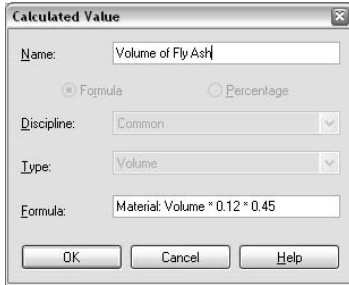 Calculated Value
Name: Volume of Fly Ash
Formula Percentage
Discipline: Common
Type: Volume
Formula: Material: Volume * 0.12 * 0.45
OK Cancel Help